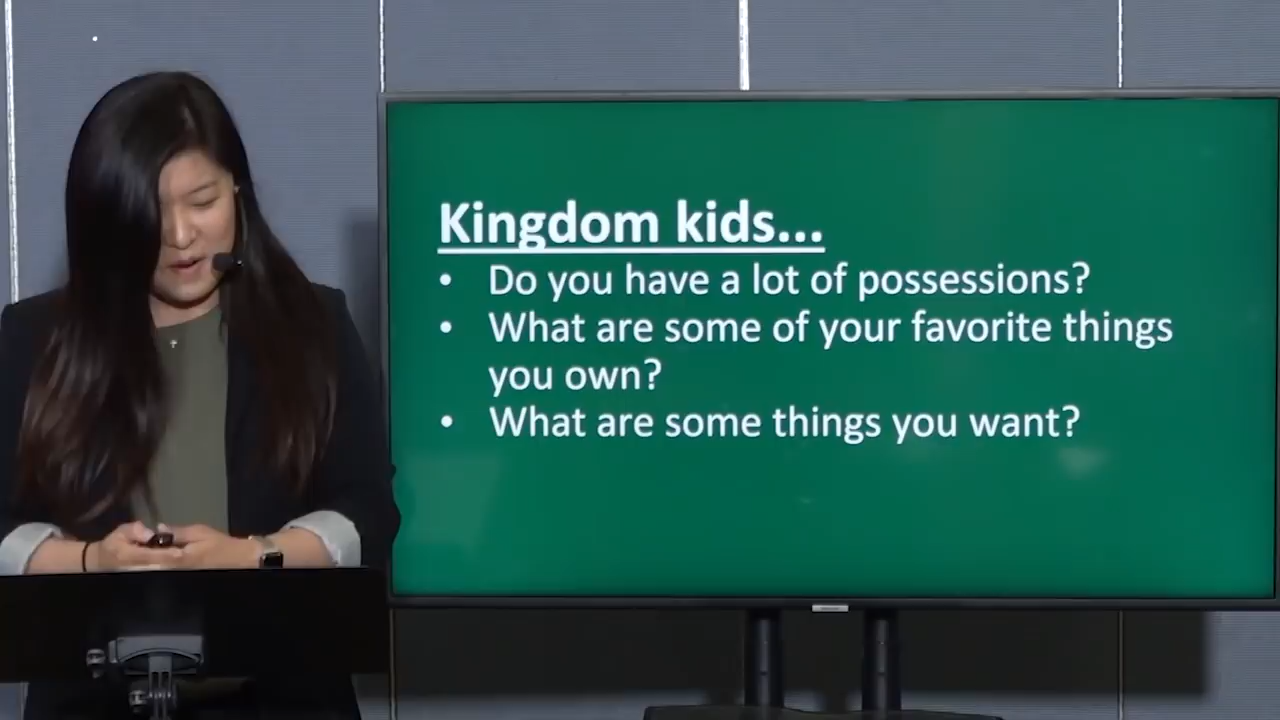 Kingdom kids...
• Do you have a lot of possessions?
• What are some of your favorite things
you own?
• What are some things you want?